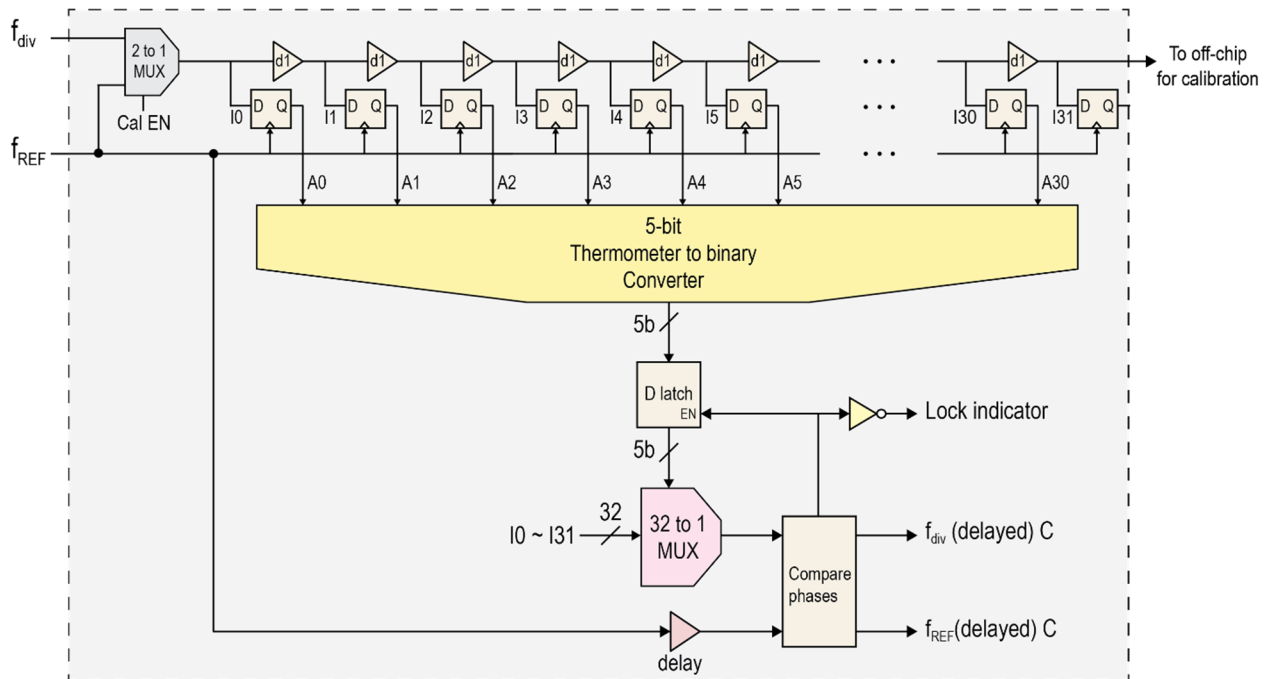 f_div
2 to 1
MUX
Cal EN
f_REF
d1 d1 d1 d1 d1 d1 • • • d1
To off-chip
for calibration
D Q D Q D Q D Q D Q D Q • • • D Q D Q
I0 I1 I2 I3 I4 I5 I30 I31
• • •
A0 A1 A2 A3 A4 A5 A30
5-bit
Thermometer to binary
Converter
5b
D latch
EN
Lock indicator
5b
I0 ~ I31
32
32 to 1
MUX
Compare
phases
f_div (delayed) C
f_REF(delayed) C
delay